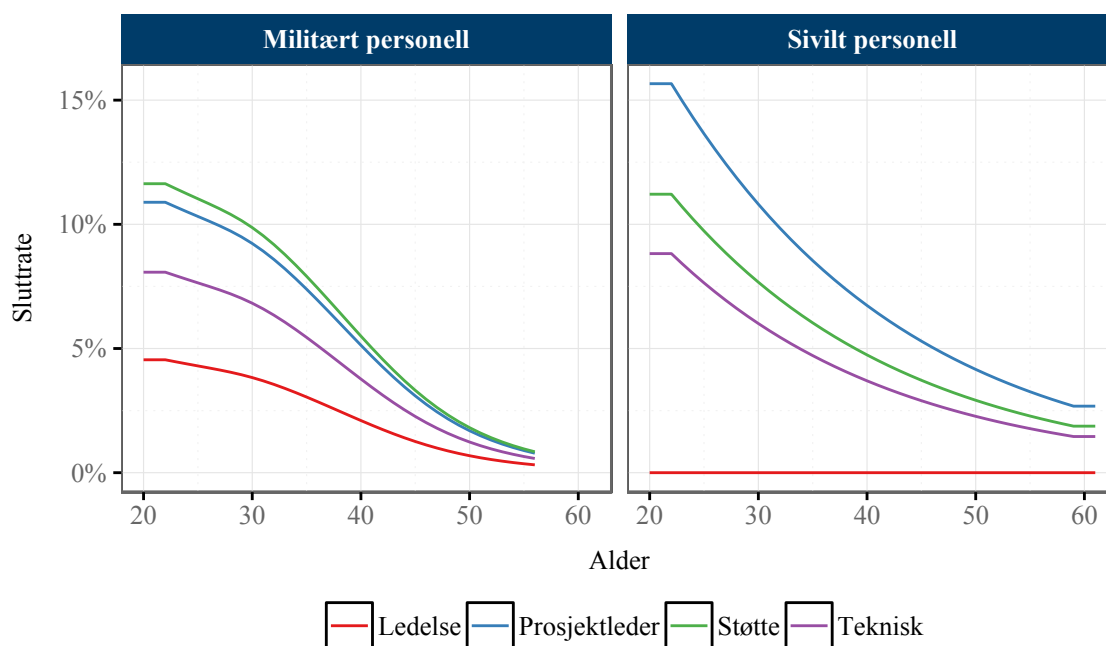 Militært personell
Sivilt personell
Sluttrate
15%
10%
5%
0%
20 30 40 50 60
20 30 40 50 60
Alder
Ledelse Prosjektleder Støtte Teknisk